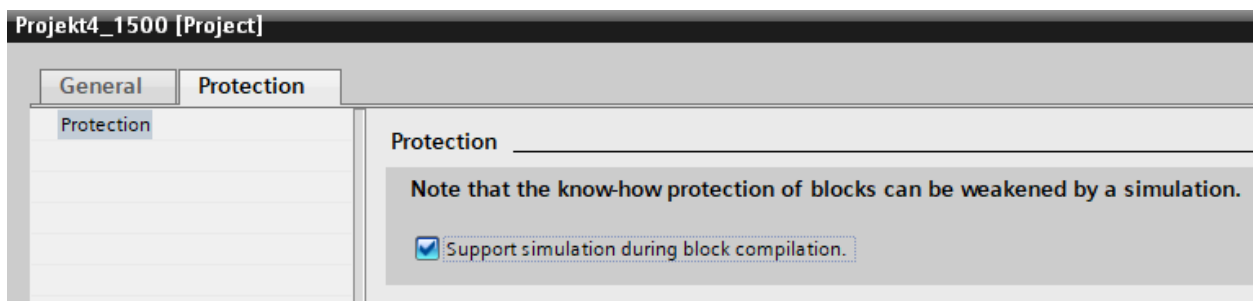 Projekt4_1500 [Project]
General Protection
Protection
Protection
Note that the know-how protection of blocks can be weakened by a simulation.
Support simulation during block compilation.